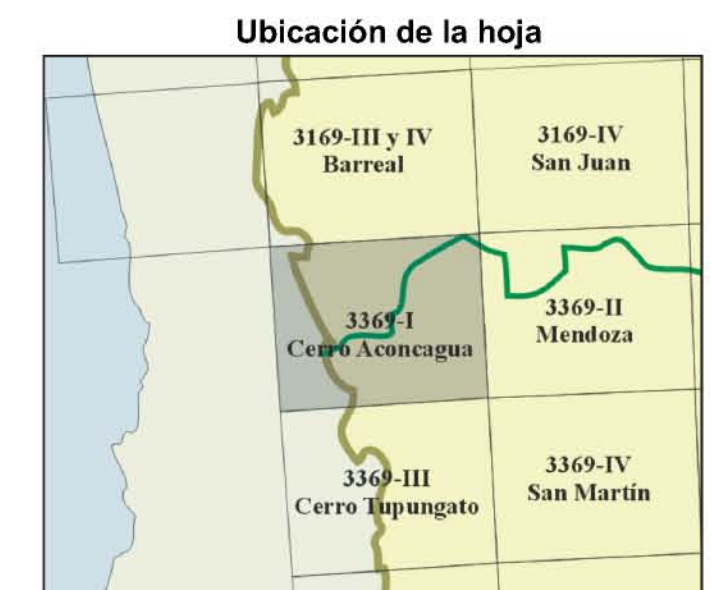 Ubicación de la hoja
3169-III y IV
Barreal
3169-IV
San Juan
3369-I
Cerro Aconcagua
3369-II
Mendoza
3369-III
Cerro Tupungato
3369-IV
San Martín